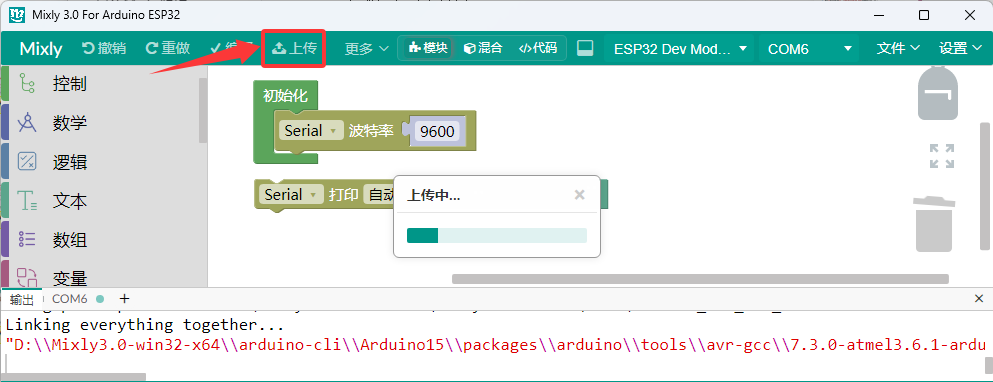 Mixly 3.0 For Arduino ESP32
Mixly 撤销 重做 上传 更多 模块 混合 </>代码 ESP32 Dev Mod... COM6 文件 设置
控制
数学
逻辑
文本
数组
变量
初始化
Serial 波特率 9600
Serial 打印 自动
上传中...
输出 COM6 +
Linking everything together...
"D:\\Mixly3.0-win32-x64\\arduino-cli\\Arduino15\\packages\\arduino\\tools\\avr-gcc\\7.3.0-atmel3.6.1-ardu